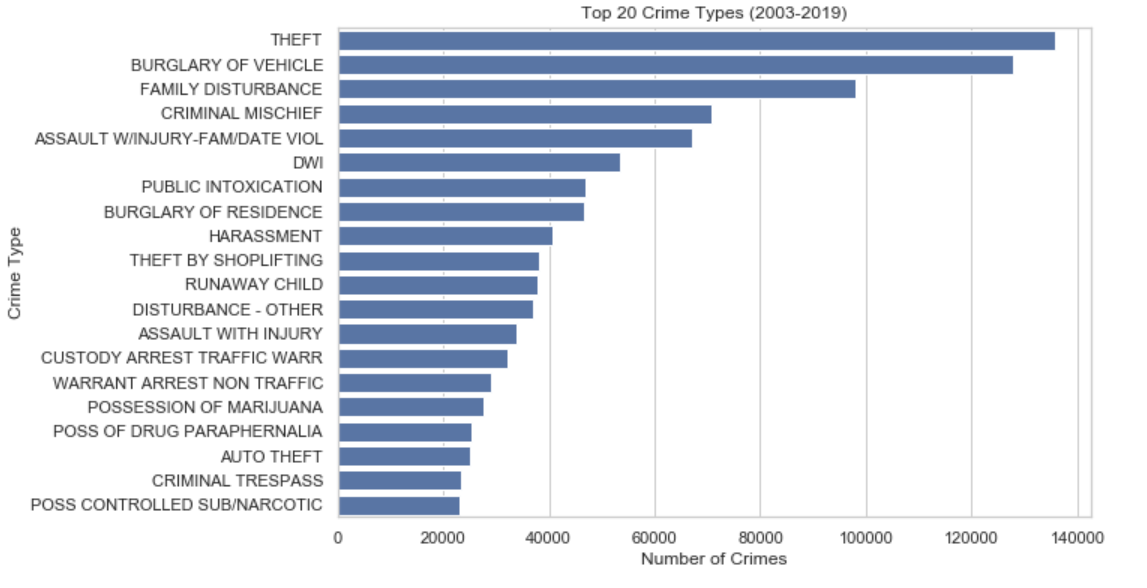 Top 20 Crime Types (2003-2019)
Crime Type
THEFT
BURGLARY OF VEHICLE
FAMILY DISTURBANCE
CRIMINAL MISCHIEF
ASSAULT W/INJURY-FAM/DATE VIOL
DWI
PUBLIC INTOXICATION
BURGLARY OF RESIDENCE
HARASSMENT
THEFT BY SHOPLIFTING
RUNAWAY CHILD
DISTURBANCE - OTHER
ASSAULT WITH INJURY
CUSTODY ARREST TRAFFIC WARR
WARRANT ARREST NON TRAFFIC
POSSESSION OF MARIJUANA
POSS OF DRUG PARAPHERNALIA
AUTO THEFT
CRIMINAL TRESPASS
POSS CONTROLLED SUB/NARCOTIC
0 20000 40000 60000 80000 100000 120000 140000
Number of Crimes